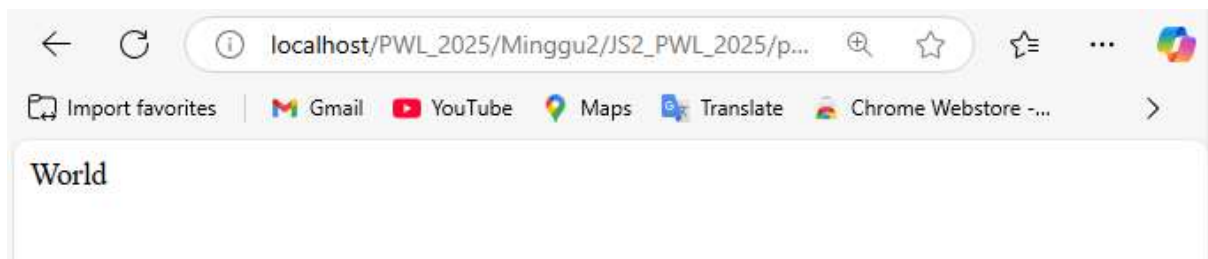 localhost/PWL_2025/Minggu2/JS2_PWL_2025/p...
Import favorites Gmail YouTube Maps Translate Chrome Webstore -...
World